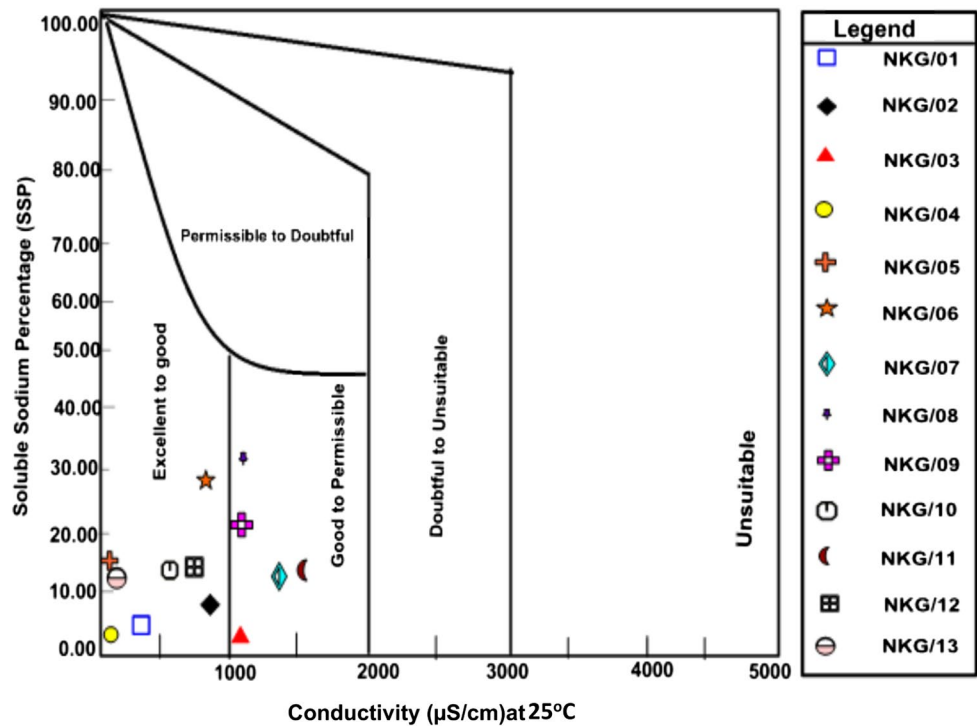 Soluble Sodium Percentage (SSP)
100.00
90.00
80.00
70.00
60.00
50.00
40.00
30.00
20.00
10.00
0.00
Permissible to Doubtful
Excellent to good
Good to Permissible
Doubtful to Unsuitable
Unsuitable
1000
2000
3000
4000
5000
Conductivity (µS/cm)at 25°C
Legend
NKG/01
NKG/02
NKG/03
NKG/04
NKG/05
NKG/06
NKG/07
NKG/08
NKG/09
NKG/10
NKG/11
NKG/12
NKG/13